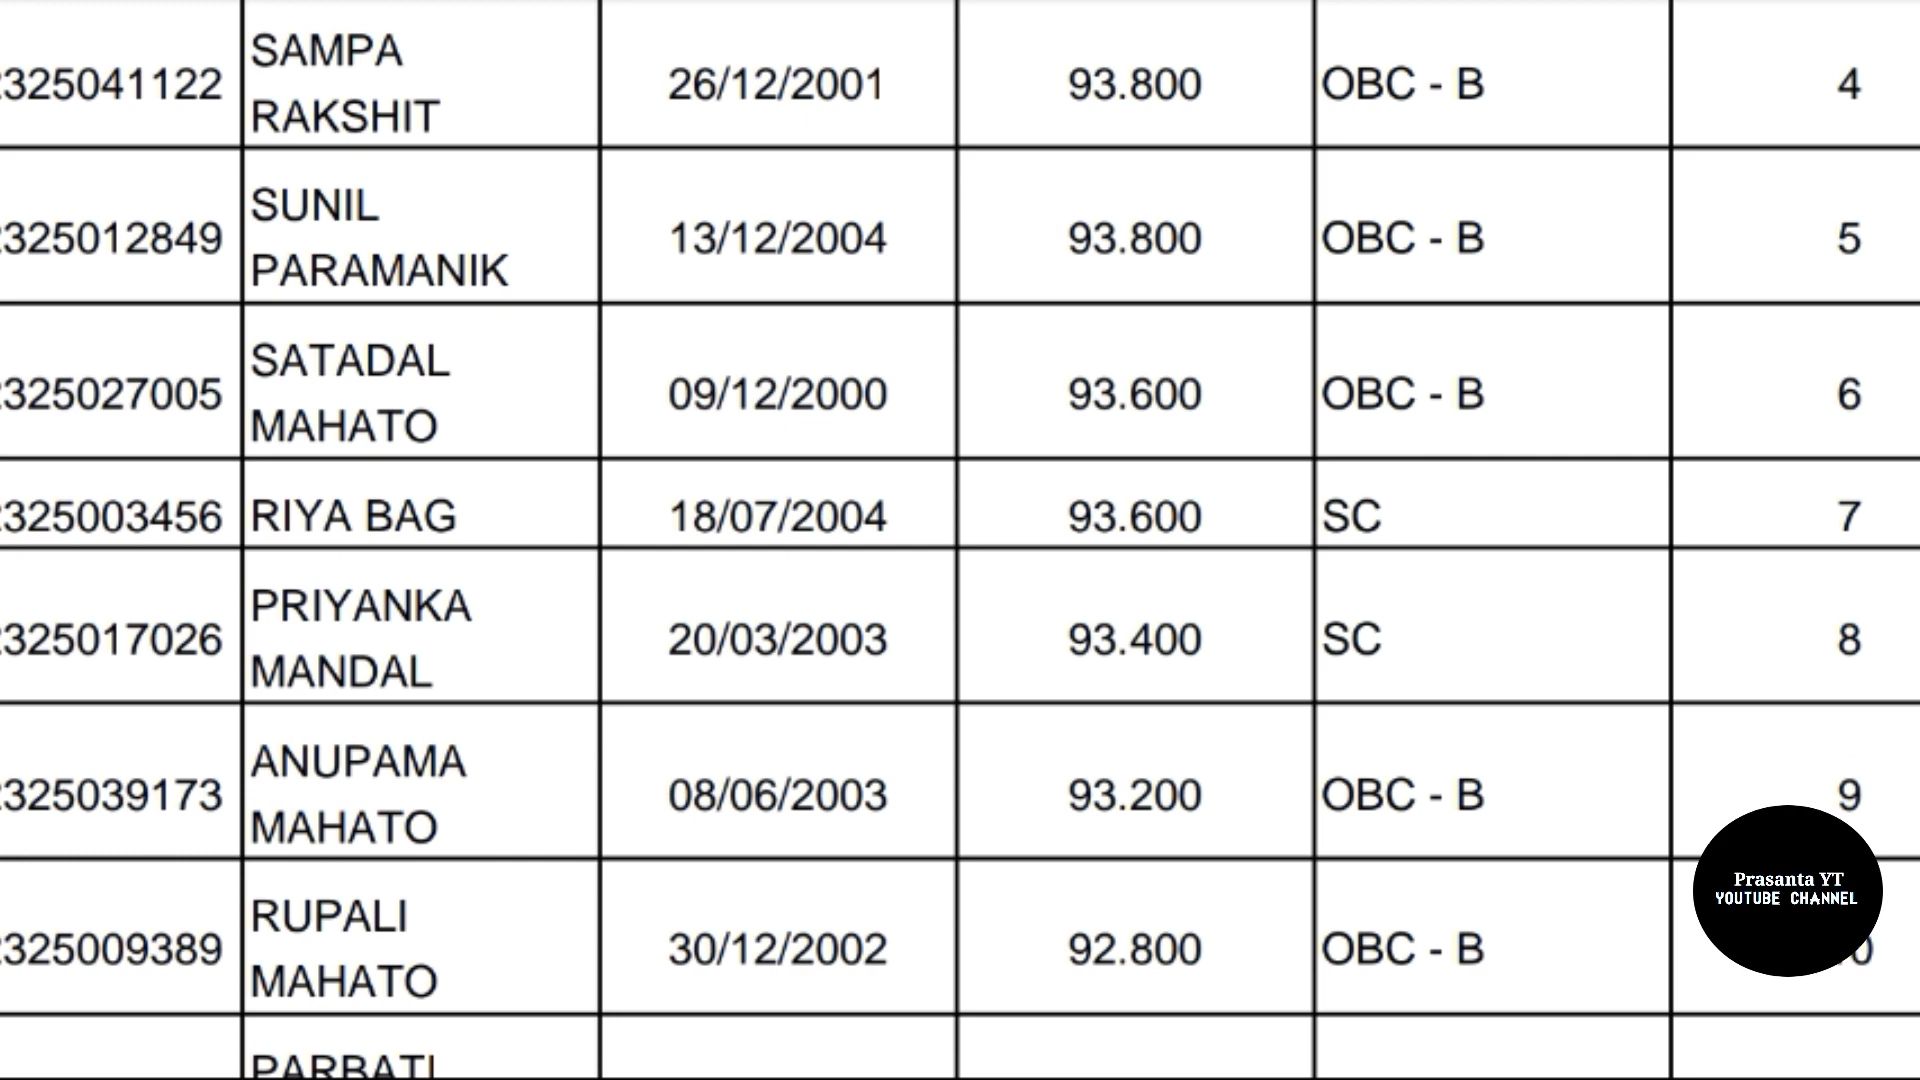 325041122 SAMPA RAKSHIT 26/12/2001 93.800 OBC - B 4
325012849 SUNIL PARAMANIK 13/12/2004 93.800 OBC - B 5
325027005 SATADAL MAHATO 09/12/2000 93.600 OBC - B 6
325003456 RIYA BAG 18/07/2004 93.600 SC 7
325017026 PRIYANKA MANDAL 20/03/2003 93.400 SC 8
325039173 ANUPAMA MAHATO 08/06/2003 93.200 OBC - B 9
325009389 RUPALI MAHATO 30/12/2002 92.800 OBC - B
Prasanta YT
YOUTUBE CHANNEL
PARBATI